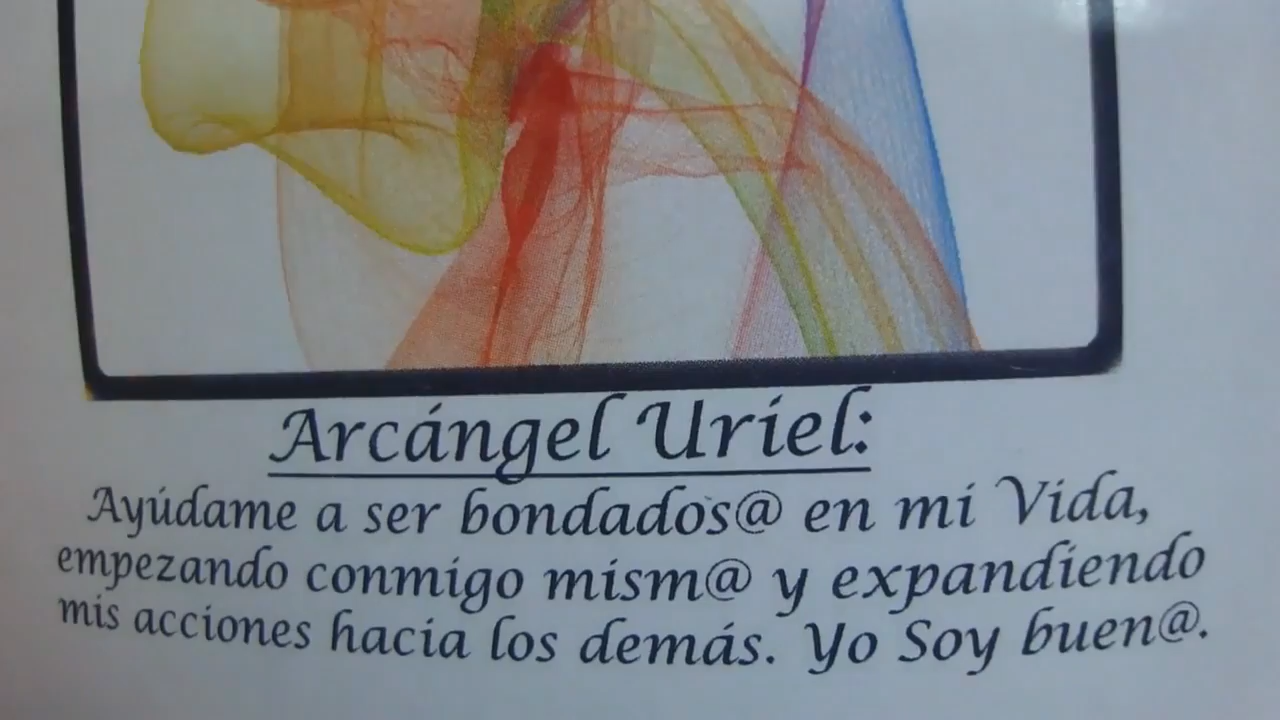 Arcángel Uriel:
Ayúdame a ser bondados@ en mi Vida,
empezando conmigo mism@ y expandiendo
mis acciones hacia los demás. Yo Soy buen@.